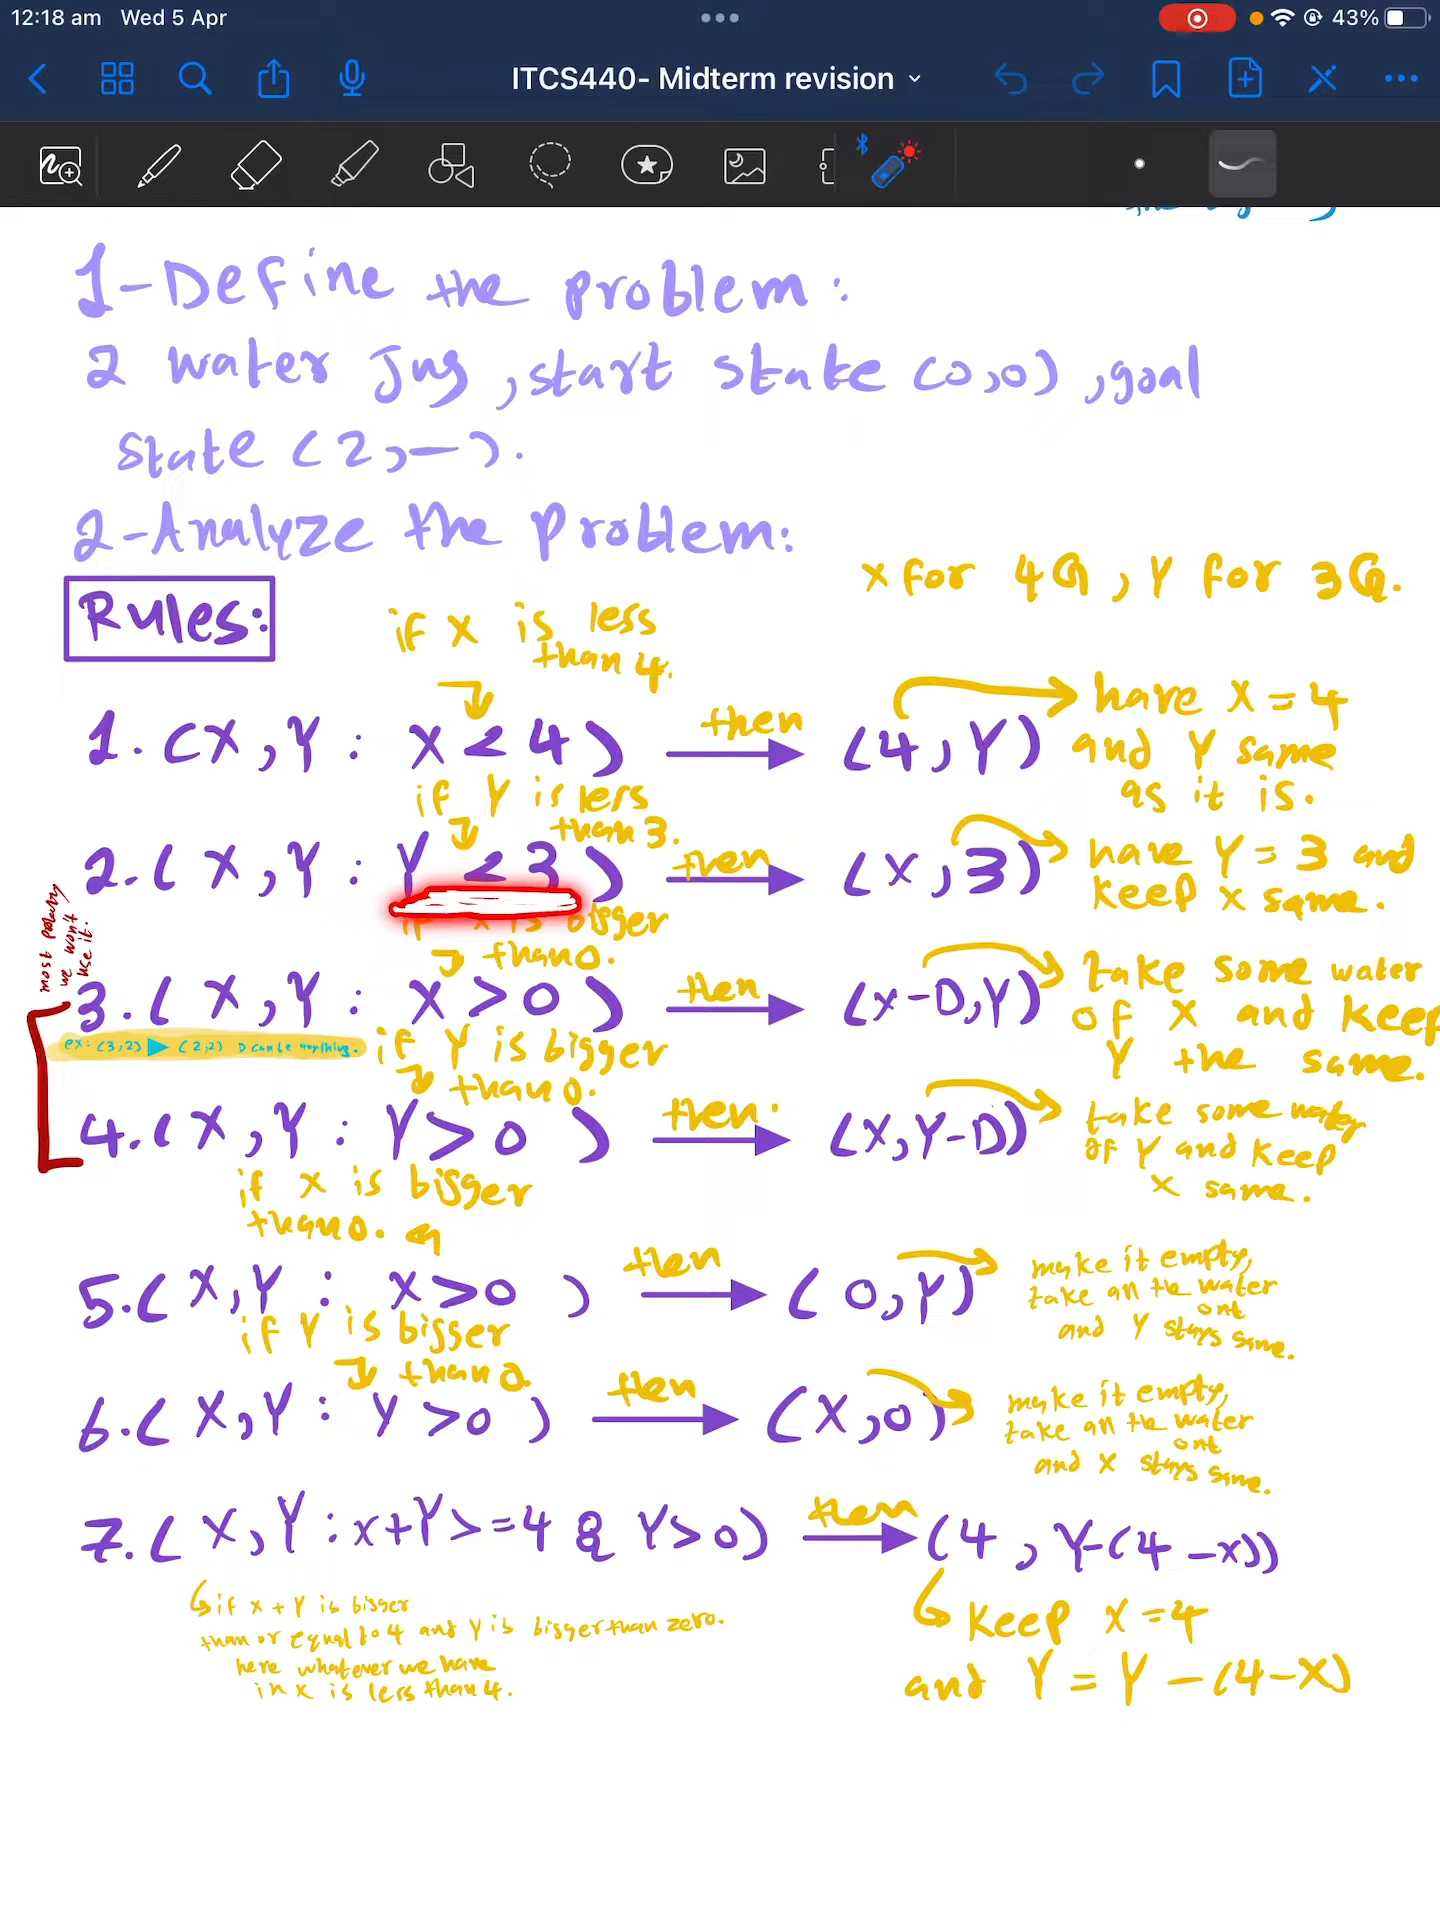 12:18 am Wed 5 Apr
43%
ITCS440- Midterm revision
1-Define the problem:
2 water Jug, start state (0,0), goal
state (2,—).
2-Analyze the problem:
X for 4G, Y for 3G.
Rules:
if X is less
than 4.
1. (X,Y : X < 4) then (4,Y) have X = 4
and Y same
as it is.
if Y is less
than 3.
2. (X,Y : Y < 3) then (X,3) have Y = 3 and
keep X same.
most probably
we won't
use it.
if X is bigger
than 0.
3. (X,Y : X > 0) then (X-D,Y) take some water
of X and keep
Y the same.
ex: (3,2) ▶ (2,2) D can be anything.
if Y is bigger
than 0.
4. (X,Y : Y > 0) then (X,Y-D)) take some water
of Y and keep
X same.
if X is bigger
than 0.
5. (X,Y : X > 0) then (0,Y) make it empty,
take all the water
out
and Y stays same.
if Y is bigger
than 0
6. (X,Y : Y > 0) then (X,0) make it empty,
take all the water
out
and X stays same.
7. (X,Y : X+Y >= 4 & Y > 0) then (4, Y-(4-X))
if X + Y is bigger
than or equal to 4 and Y is bigger than zero.
here whatever we have
in X is less than 4.
Keep X = 4
and Y = Y - (4-X)